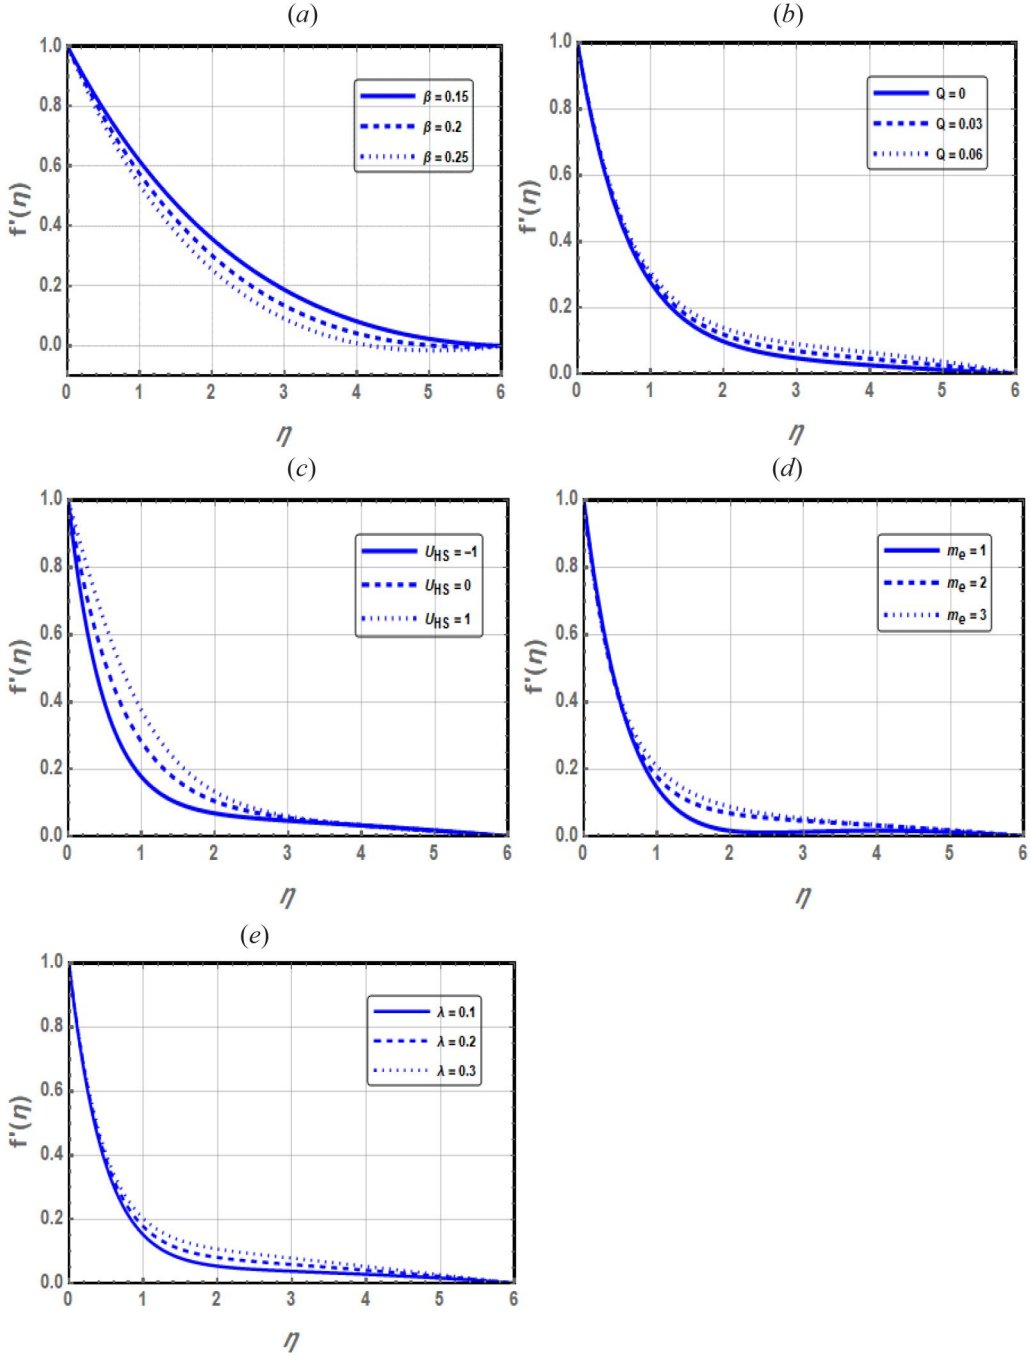 (a)
1.0
0.8
0.6
0.4
0.2
0.0
f'(η)
β = 0.15
β = 0.2
β = 0.25
0 1 2 3 4 5 6
η
(b)
1.0
0.8
0.6
0.4
0.2
0.0
f'(η)
Q = 0
Q = 0.03
Q = 0.06
0 1 2 3 4 5 6
η
(c)
1.0
0.8
0.6
0.4
0.2
0.0
f'(η)
U_HS = –1
U_HS = 0
U_HS = 1
0 1 2 3 4 5 6
η
(d)
1.0
0.8
0.6
0.4
0.2
0.0
f'(η)
m_e = 1
m_e = 2
m_e = 3
0 1 2 3 4 5 6
η
(e)
1.0
0.8
0.6
0.4
0.2
0.0
f'(η)
λ = 0.1
λ = 0.2
λ = 0.3
0 1 2 3 4 5 6
η